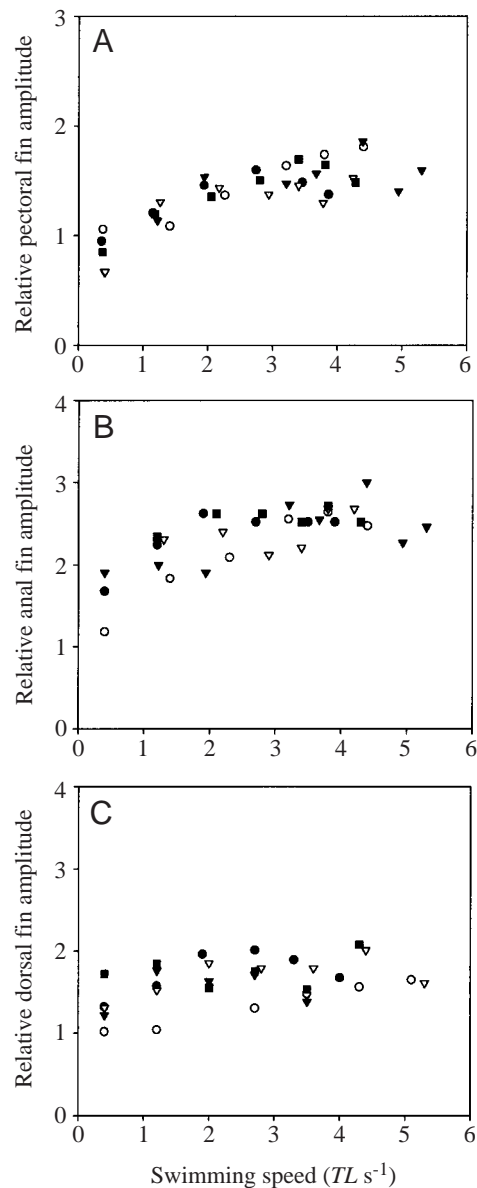 A
Relative pectoral fin amplitude
3
2
1
0
0 1 2 3 4 5 6
B
Relative anal fin amplitude
4
3
2
1
0
0 1 2 3 4 5 6
C
Relative dorsal fin amplitude
4
3
2
1
0
0 1 2 3 4 5 6
Swimming speed (TL s⁻¹)